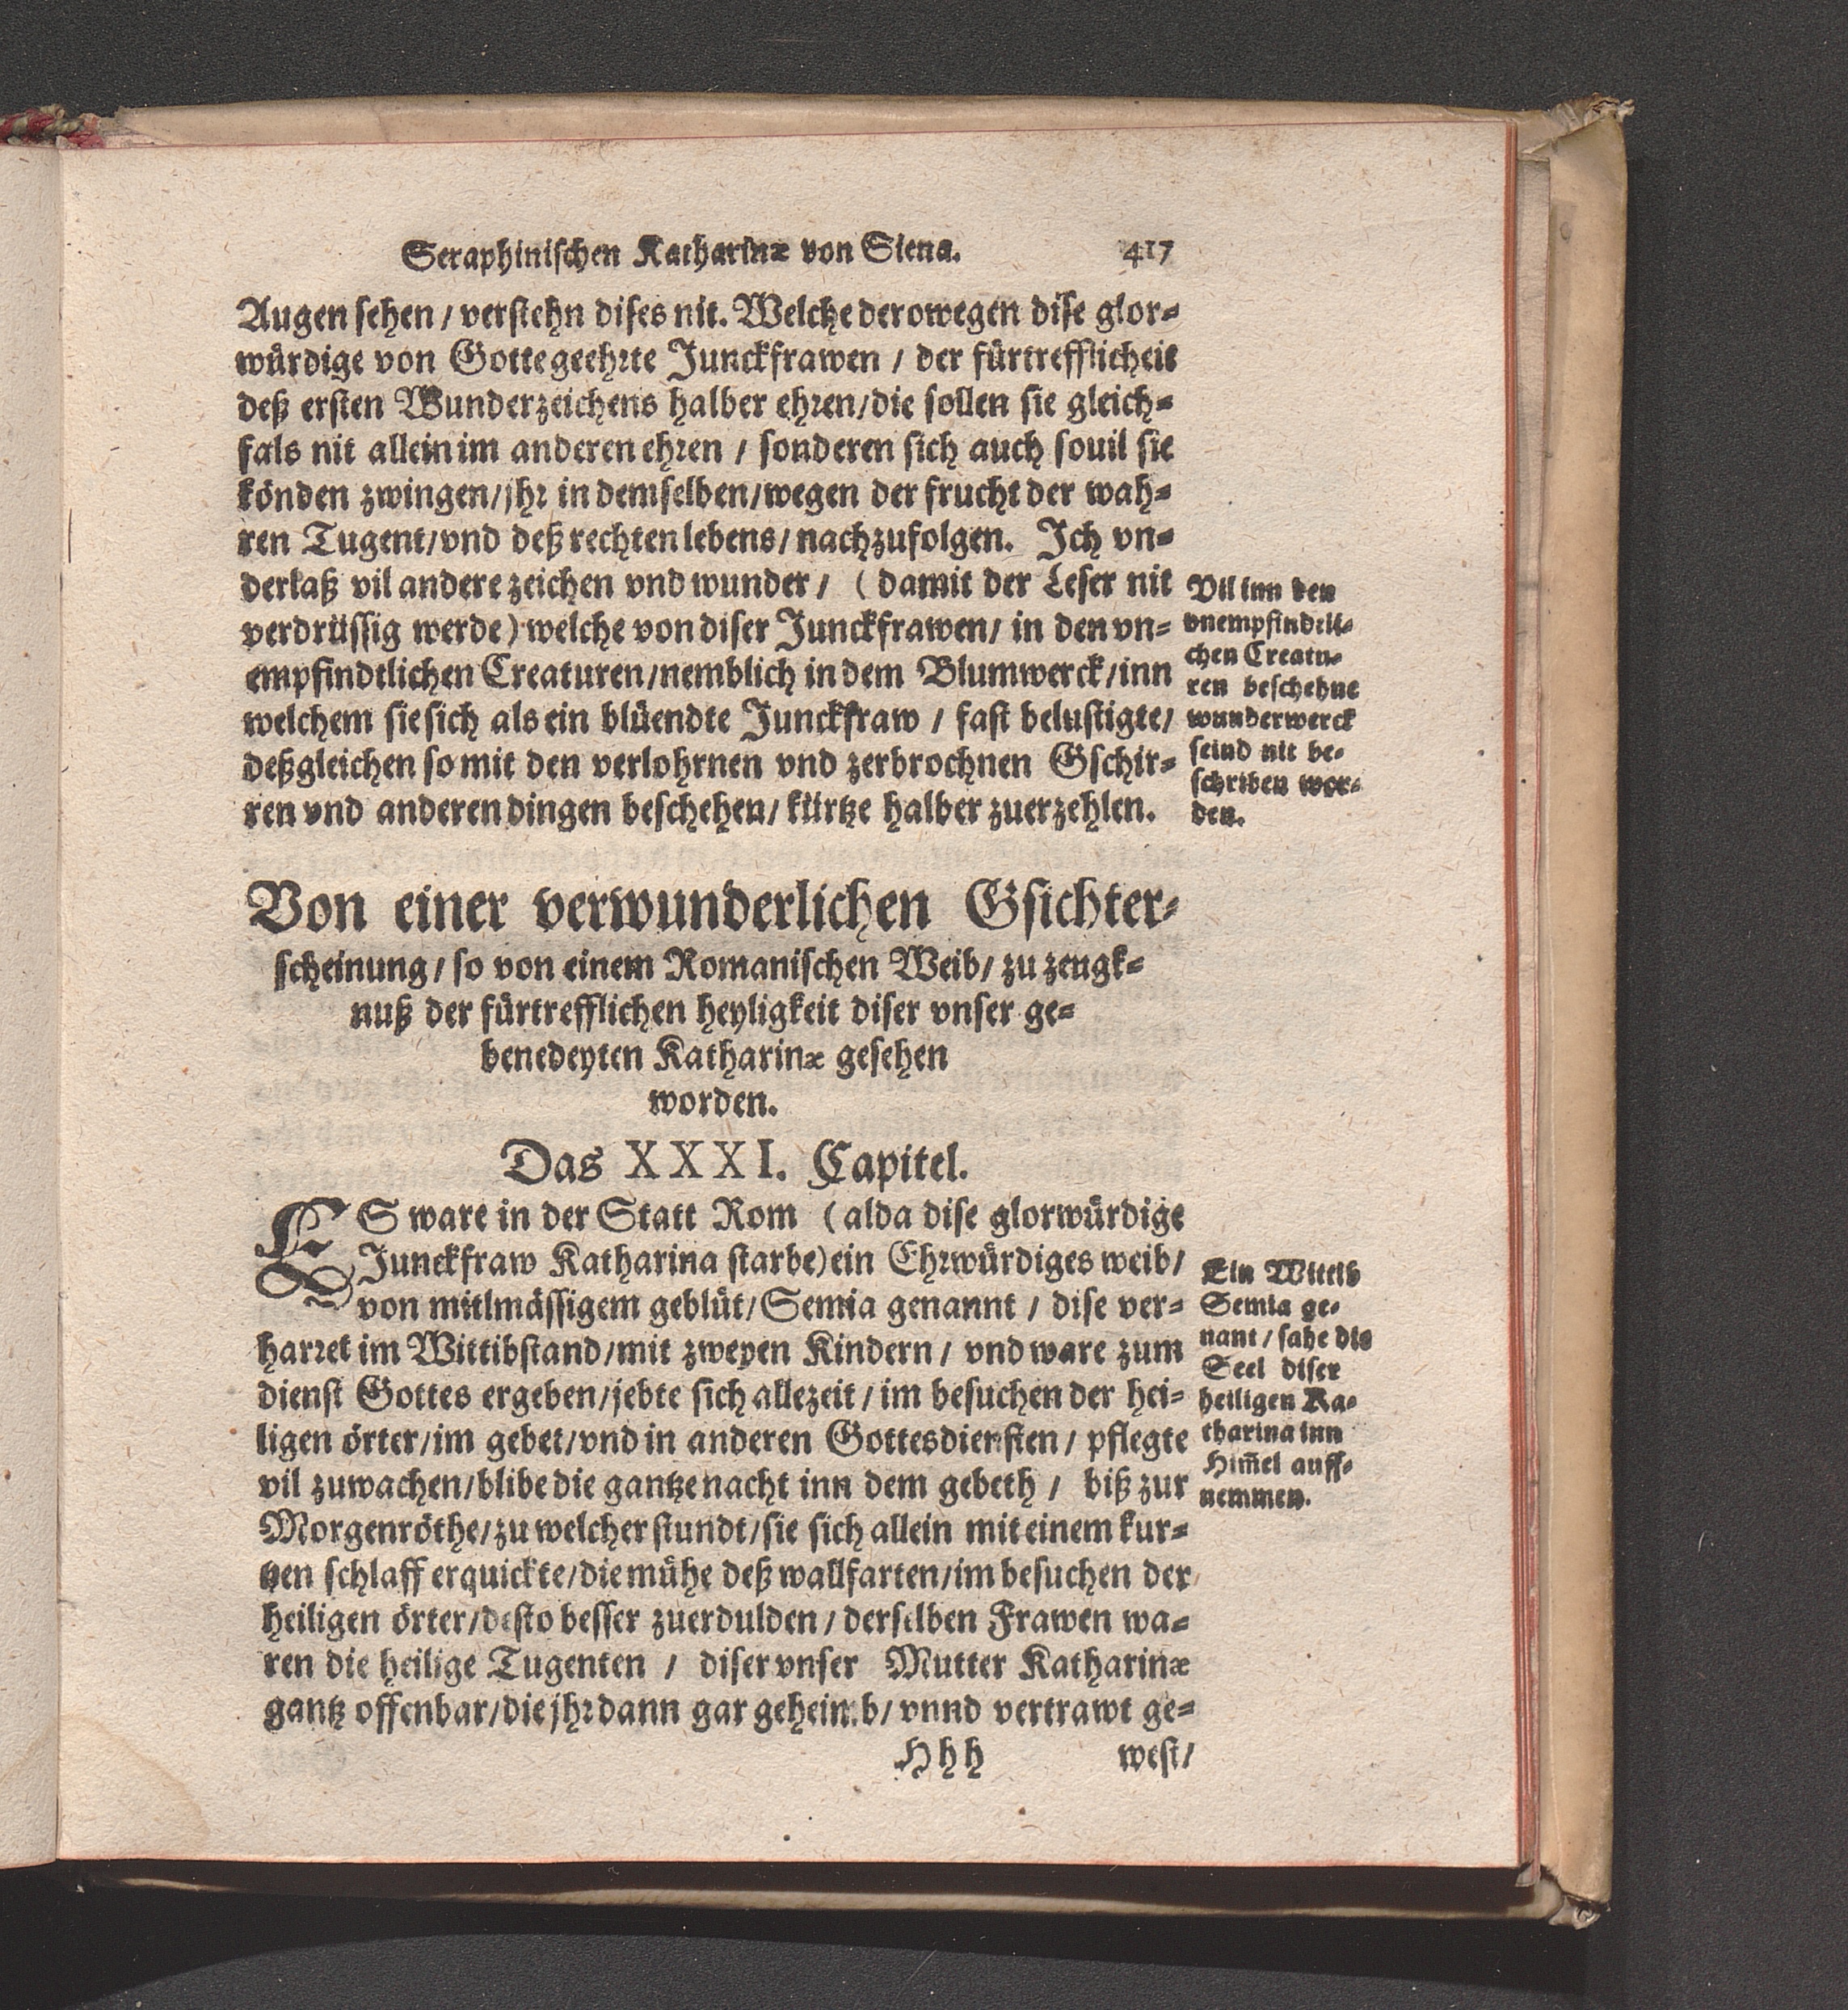 Seraphinischen Katharinæ von Siena. 417
Augen sehen / verstehn dises nit. Welche derowegen dise glor-
würdige von Gott geehrte Junckfrawen / der fürtrefflicheit
deß ersten Wunderzeichens halber ehren/die sollen sie gleich-
fals nit allein im anderen ehren / sonderen sich auch souil sie
könden zwingen/jhr in demselben/wegen der frucht der wah-
ren Tugent/vnd deß rechten lebens/ nachzufolgen. Ich vn-
derlaß vil andere zeichen vnd wunder/ (damit der Leser nit
verdrüssig werde) welche von diser Junckfrawen/ in den vn-
empfindtlichen Creaturen/nemblich in dem Blumwerck/inn
welchem sie sich als ein blüendte Junckfraw / fast belustigte/
deßgleichen so mit den verlohrnen vnd zerbrochnen Gschir-
ren vnd anderen dingen beschehen/ kürtze halber zuerzehlen.
Vil inn den
vnempfindtli-
chen Creatu-
ren beschehne
wunderwerck
seind nit be-
schriben wor-
den.
Von einer verwunderlichen Gsichter-
scheinung/ so von einem Romanischen Weib/ zu zeugk-
nuß der fürtrefflichen heyligkeit diser vnser ge-
benedeyten Katharinæ gesehen
worden.
Das XXXI. Capitel.
ES ware in der Statt Rom (alda dise glorwürdige
Junckfraw Katharina starbe) ein Ehrwürdiges weib/
von mitlmässigem geblüt/Semia genannt / dise ver-
harret im Wittibstand/mit zweyen Kindern/ vnd ware zum
dienst Gottes ergeben/jebte sich allezeit / im besuchen der hei-
ligen örter/im gebet/vnd in anderen Gottesdiensten/ pflegte
vil zuwachen/blibe die gantze nacht inn dem gebeth / biß zur
Morgenröthe/zu welcher stundt/sie sich allein mit einem kur-
tzen schlaff erquickte/die mühe deß wallfarten/im besuchen der
heiligen örter/desto besser zuerdulden/ derselben Frawen wa-
ren die heilige Tugenten / diser vnser Mutter Katharinæ
gantz offenbar/die jhr dann gar geheimb/ vnnd vertrawt ge-
Ein Wittib
Semia ge-
nant / sahe die
Seel diser
heiligen Ka-
tharina inn
Him̃el auff-
nemmen.
Hhh west/